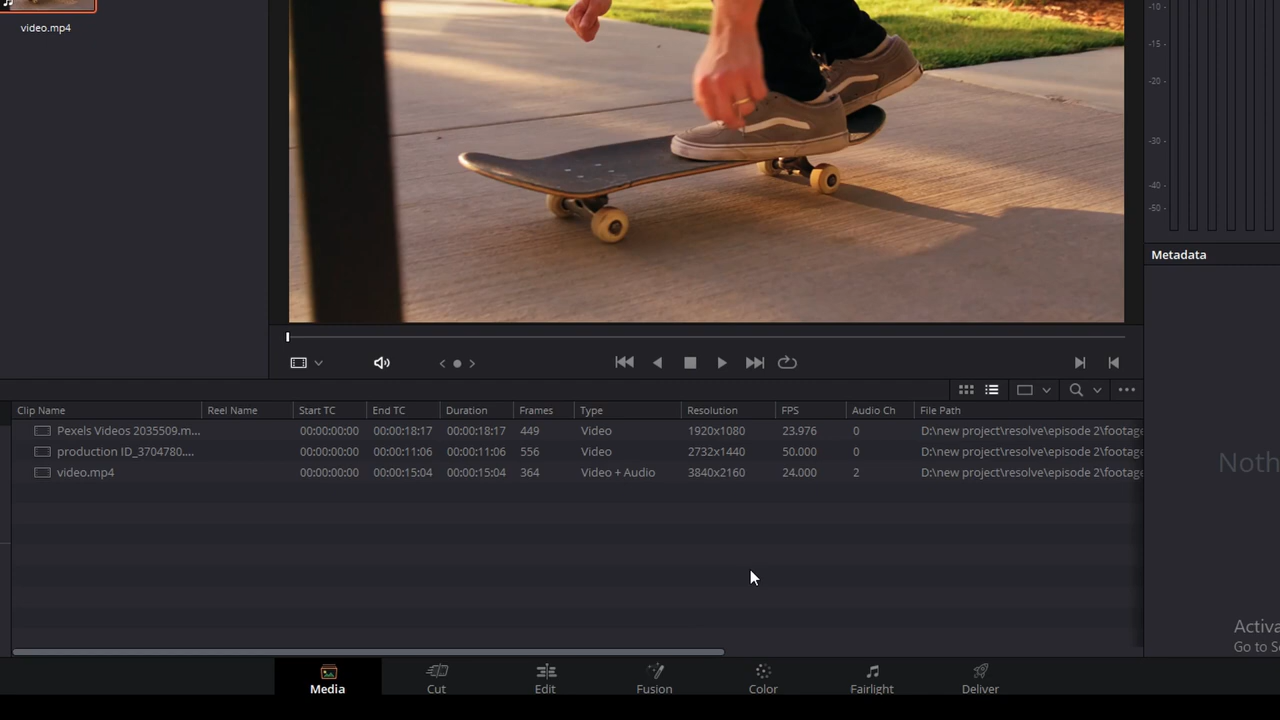 video.mp4
-10
-15
-20
-30
-40
-50
Metadata
Clip Name Reel Name Start TC End TC Duration Frames Type Resolution FPS Audio Ch File Path
Pexels Videos 2035509.m... 00:00:00:00 00:00:18:17 00:00:18:17 449 Video 1920x1080 23.976 0 D:\new project\resolve\episode 2\footage
production ID_3704780.... 00:00:00:00 00:00:11:06 00:00:11:06 556 Video 2732x1440 50.000 0 D:\new project\resolve\episode 2\footage
video.mp4 00:00:00:00 00:00:15:04 00:00:15:04 364 Video + Audio 3840x2160 24.000 2 D:\new project\resolve\episode 2\footage
Noth
Activa
Go to S
Media Cut Edit Fusion Color Fairlight Deliver